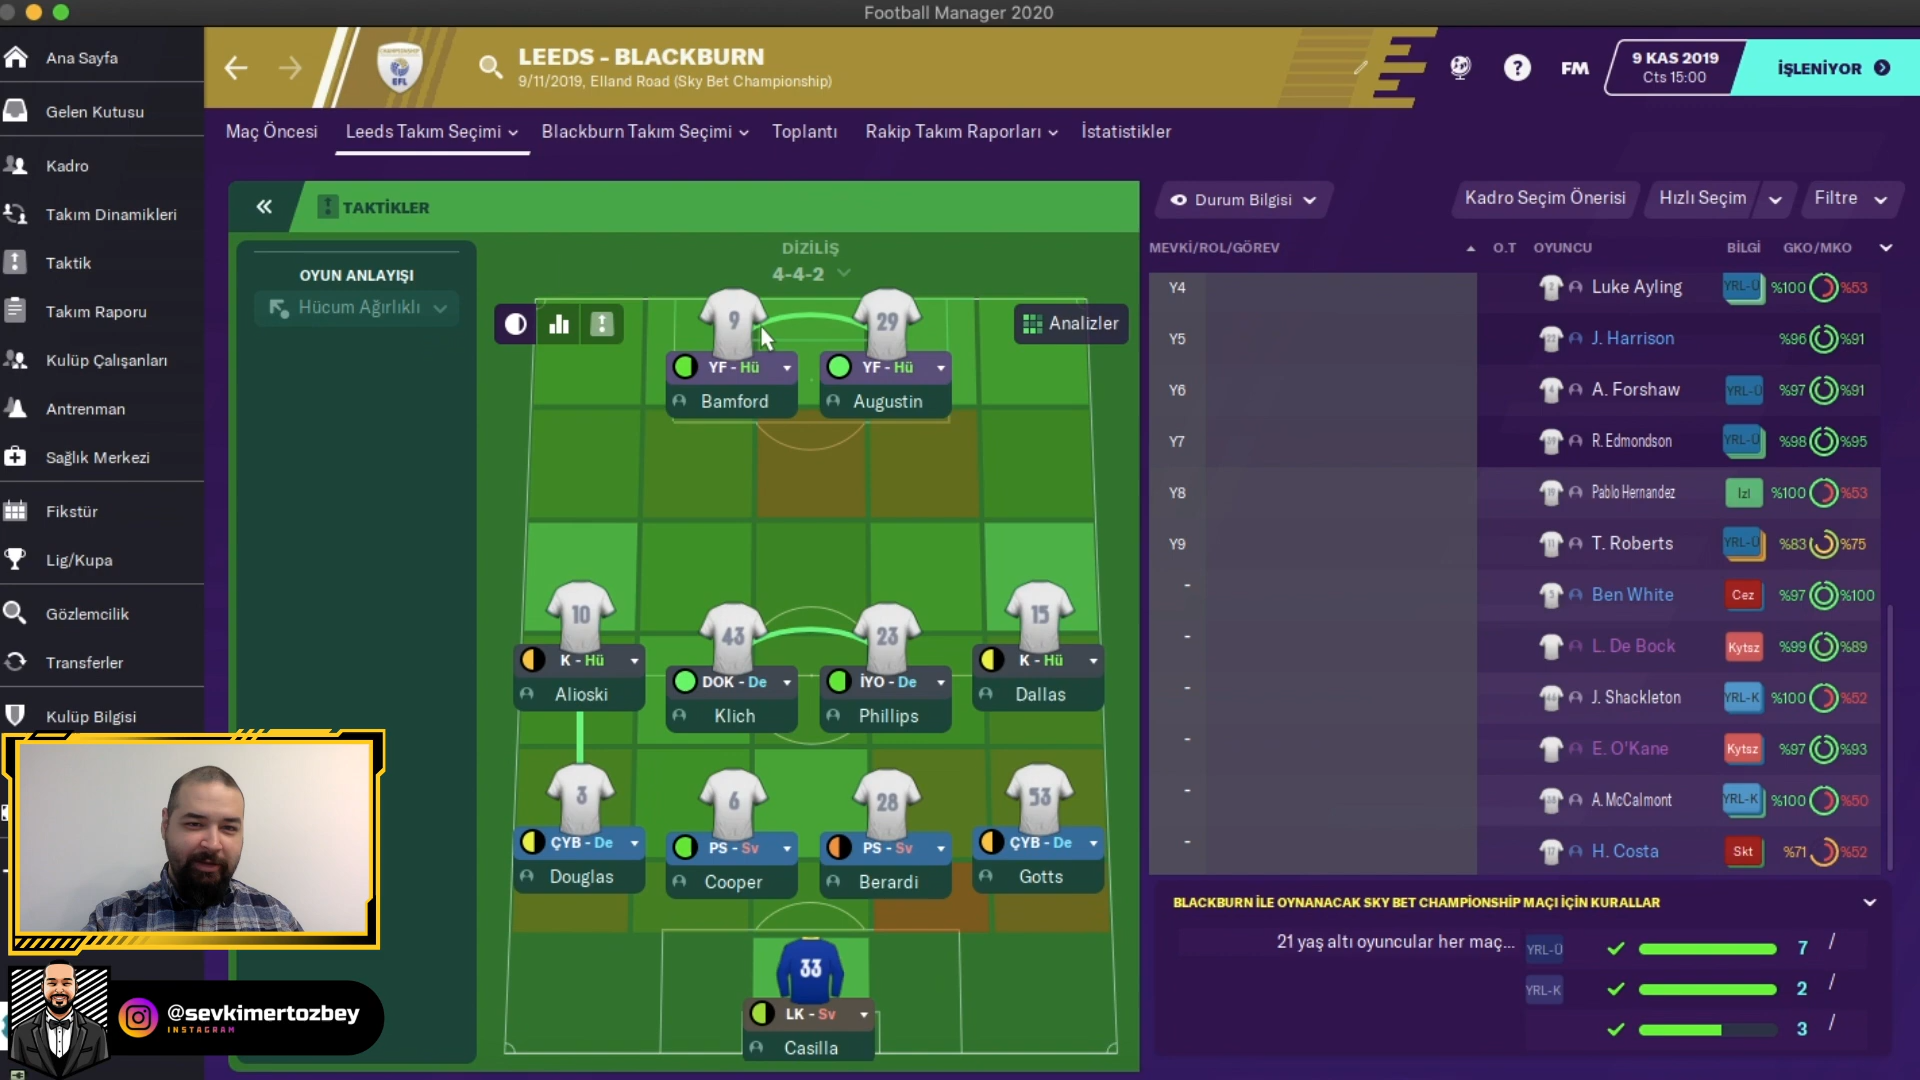 Football Manager 2020
Ana Sayfa
Gelen Kutusu
Kadro
Takım Dinamikleri
Taktik
Takım Raporu
Kulüp Çalışanları
Antrenman
Sağlık Merkezi
Fikstür
Lig/Kupa
Gözlemcilik
Transferler
Kulüp Bilgisi
CHAMPIONSHIP
EFL
LEEDS - BLACKBURN
9/11/2019, Elland Road (Sky Bet Championship)
?
FM
9 KAS 2019
Cts 15:00
İŞLENİYOR
Maç Öncesi
Leeds Takım Seçimi
Blackburn Takım Seçimi
Toplantı
Rakip Takım Raporları
İstatistikler
TAKTİKLER
OYUN ANLAYIŞI
Hücum Ağırlıklı
DİZİLİŞ
4-4-2
Analizler
9
YF - Hü
Bamford
29
YF - Hü
Augustin
10
K - Hü
Alioski
43
DOK - De
Klich
23
İYO - De
Phillips
15
K - Hü
Dallas
3
ÇYB - De
Douglas
6
PS - Sv
Cooper
28
PS - Sv
Berardi
53
ÇYB - De
Gotts
33
LK - Sv
Casilla
Durum Bilgisi
Kadro Seçim Önerisi
Hızlı Seçim
Filtre
MEVKİ/ROL/GÖREV O.T OYUNCU BİLGİ GKO/MKO
Y4 Luke Ayling YRL-Ü %100 %53
Y5 J. Harrison %96 %91
Y6 A. Forshaw YRL-Ü %97 %91
Y7 R. Edmondson YRL-Ü %98 %95
Y8 Pablo Hernandez İzl %100 %53
Y9 T. Roberts YRL-Ü %83 %75
- Ben White Cez %97 %100
- L. De Bock Kytsz %99 %89
- J. Shackleton YRL-K %100 %52
- E. O'Kane Kytsz %97 %93
- A. McCalmont YRL-K %100 %50
- H. Costa Skt %71 %52
BLACKBURN İLE OYNANACAK SKY BET CHAMPİONSHİP MAÇI İÇİN KURALLAR
21 yaş altı oyuncular her maç... YRL-Ü 7 /
YRL-K 2 /
3 /
@sevkimertozbey
INSTAGRAM